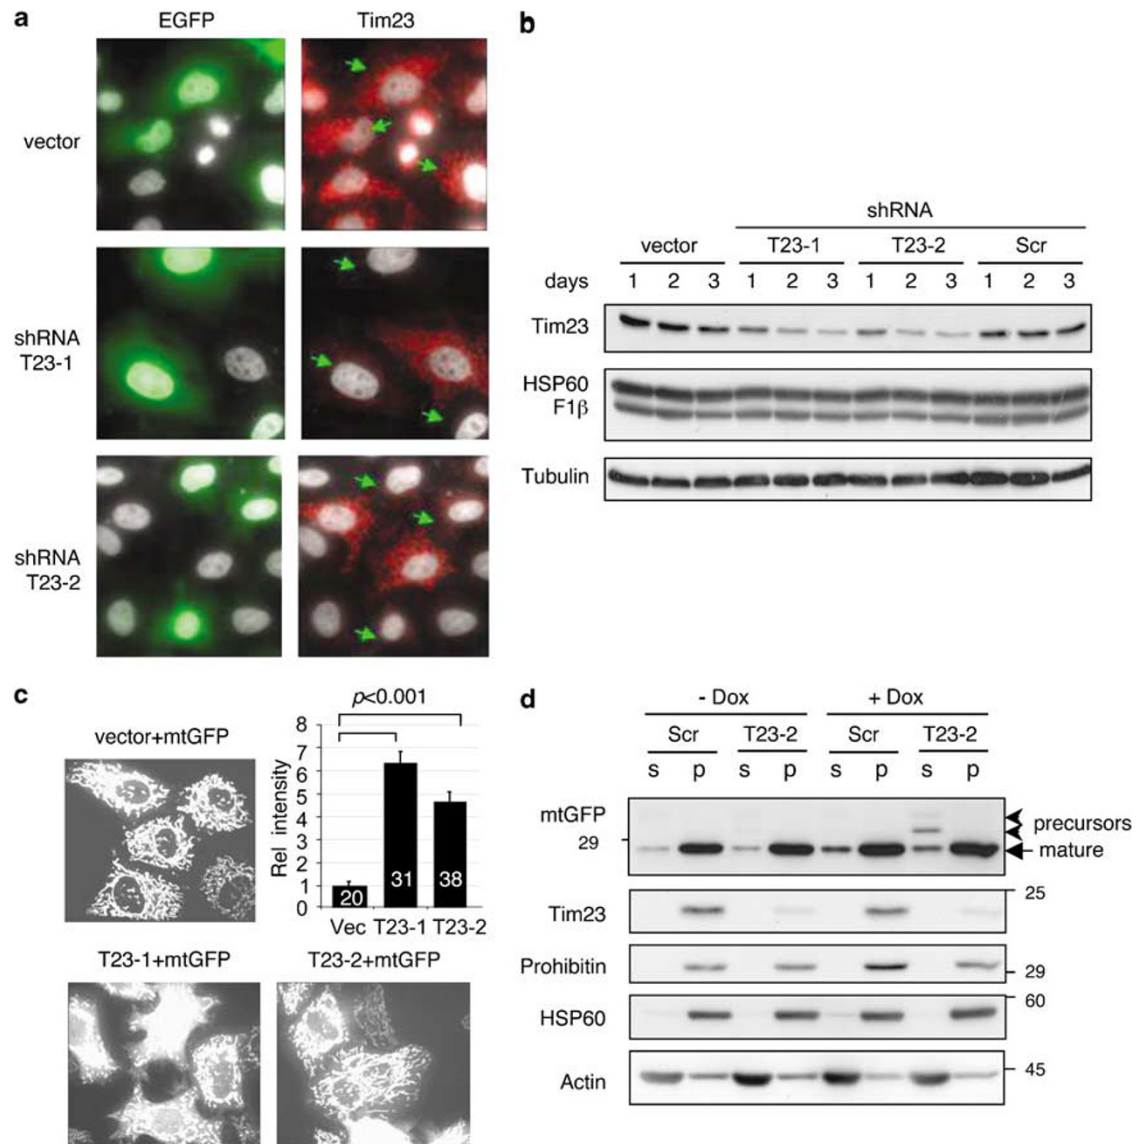 a
EGFP Tim23
vector
shRNA
T23-1
shRNA
T23-2
b
shRNA
vector T23-1 T23-2 Scr
days 1 2 3 1 2 3 1 2 3 1 2 3
Tim23
HSP60
F1β
Tubulin
c
vector+mtGFP
p<0.001
Rel intensity
8
7
6
5
4
3
2
1
0
20 31 38
Vec T23-1 T23-2
T23-1+mtGFP T23-2+mtGFP
d
- Dox + Dox
Scr T23-2 Scr T23-2
s p s p s p s p
mtGFP
29
precursors
mature
Tim23 25
Prohibitin 29
HSP60 60
Actin 45